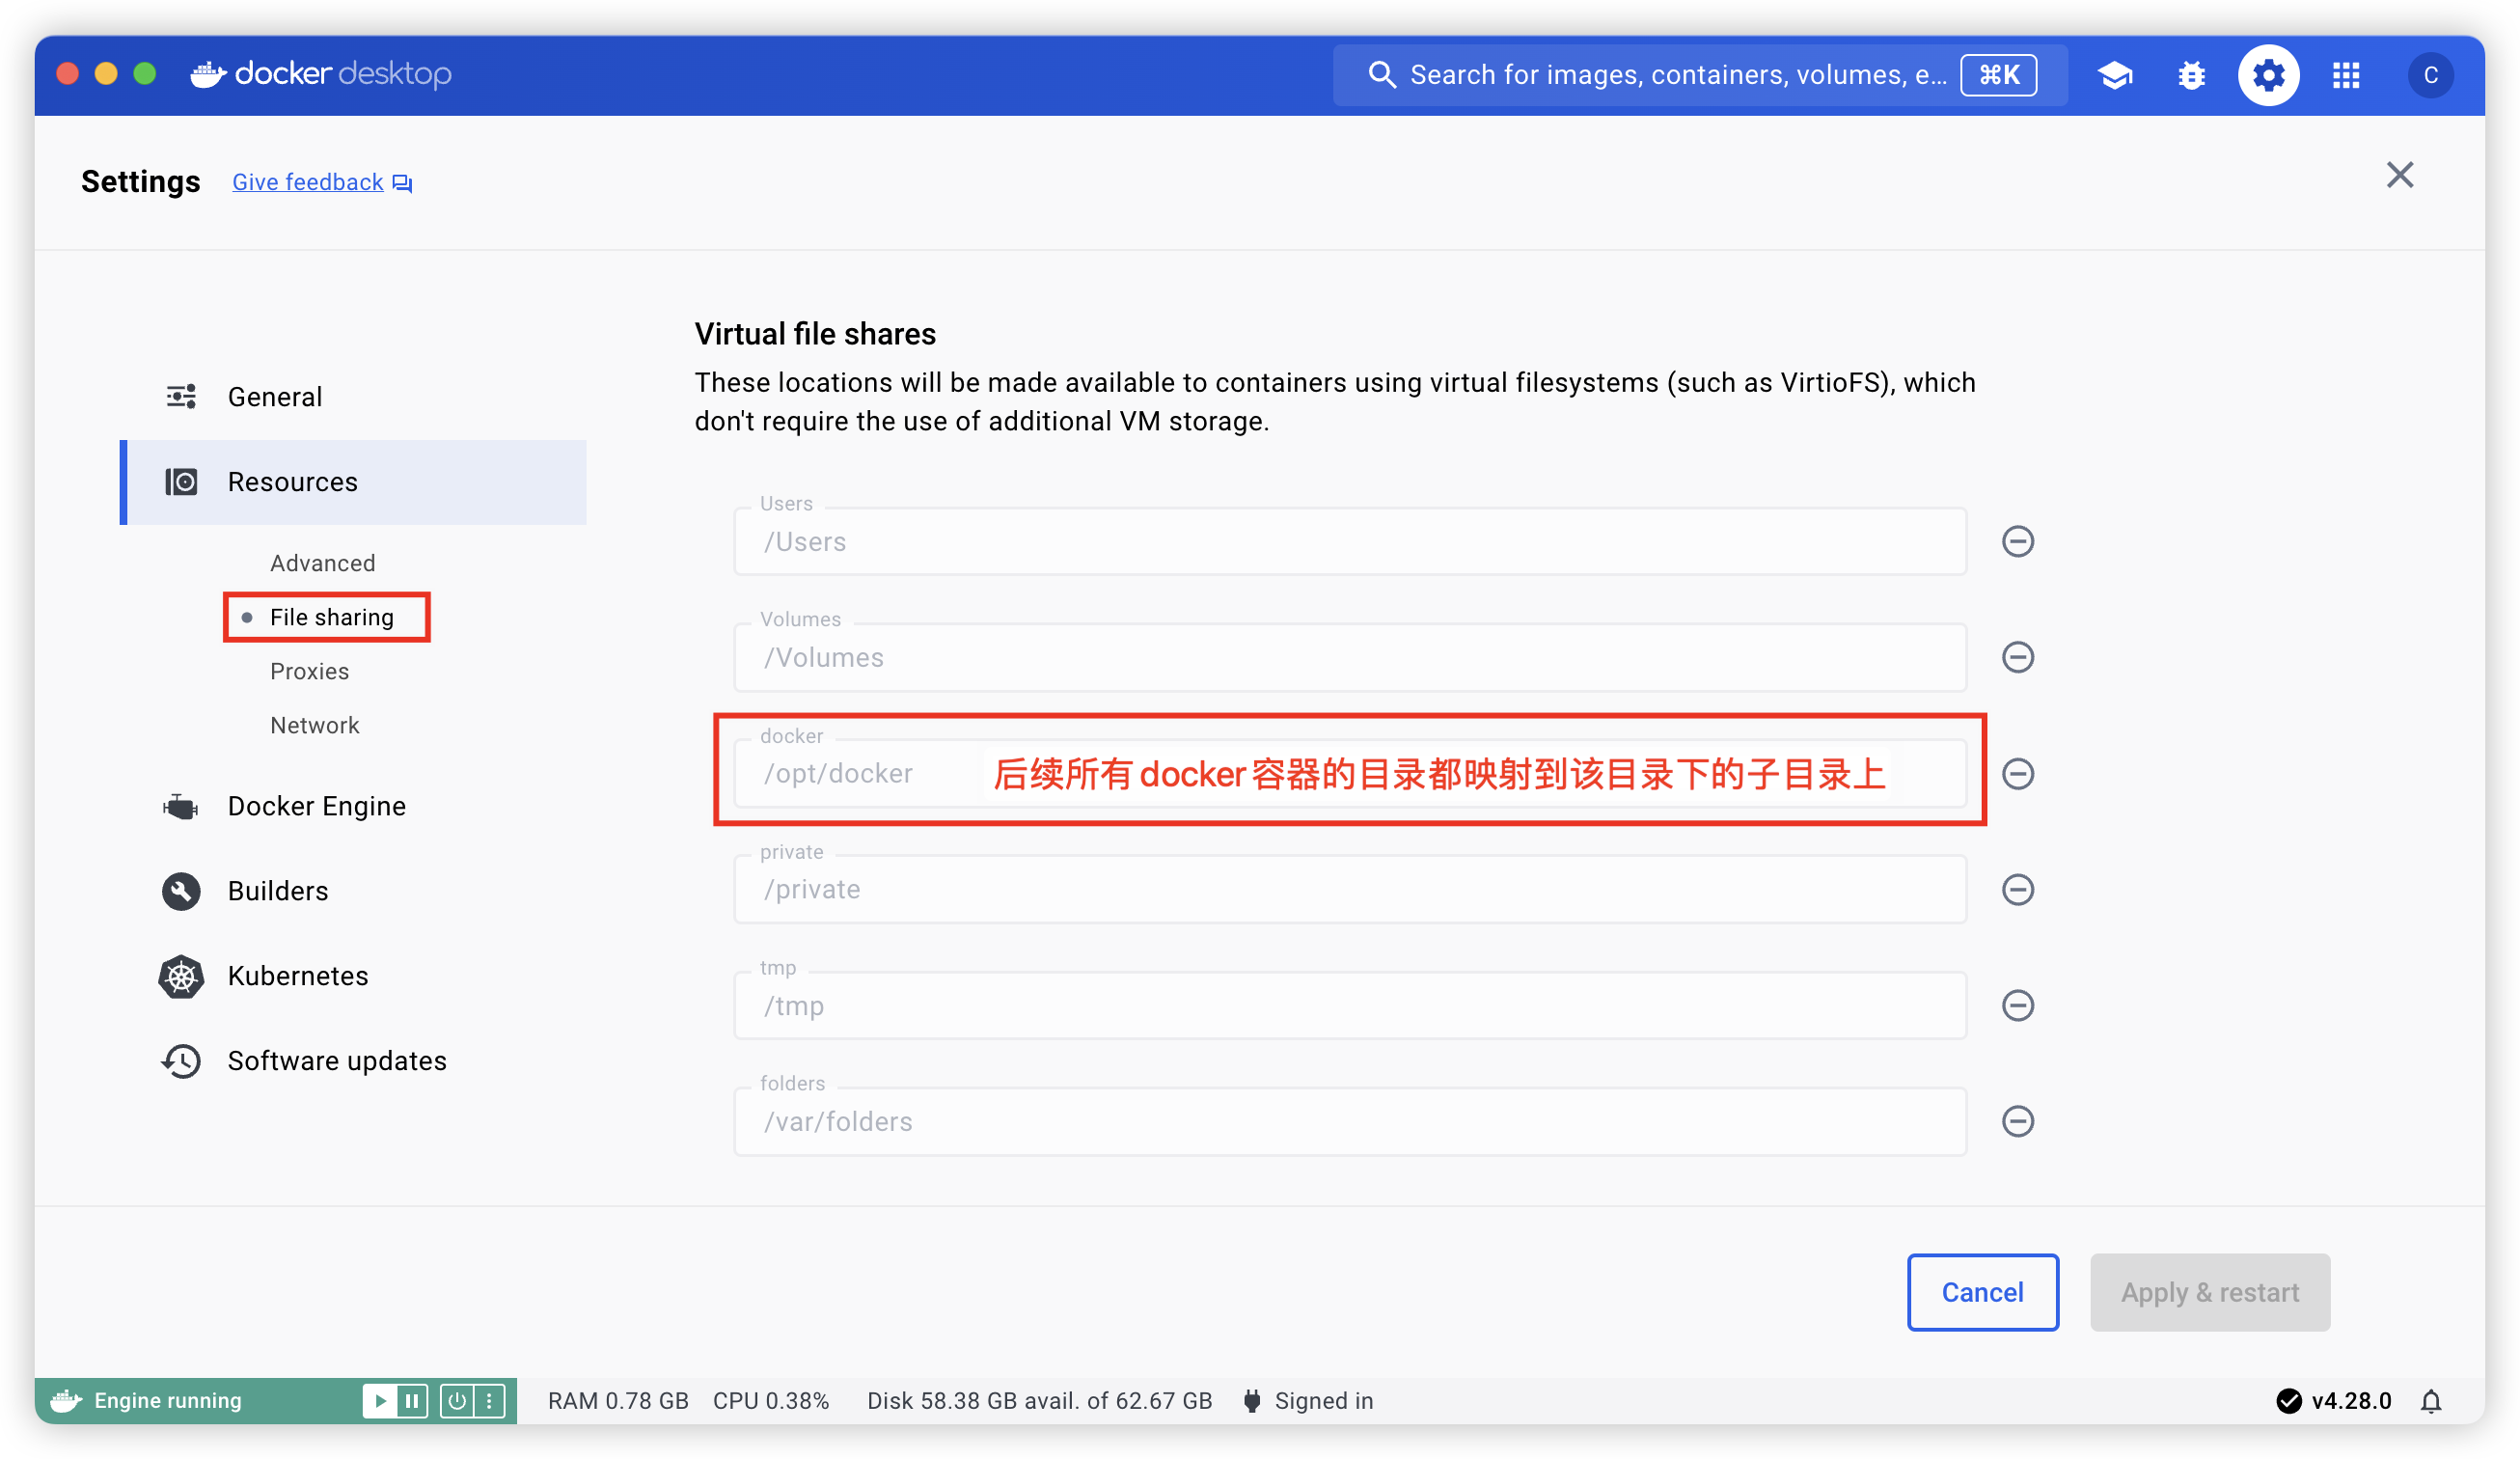 docker desktop
Search for images, containers, volumes, e...
⌘K
C
Settings
Give feedback
General
Resources
Advanced
File sharing
Proxies
Network
Docker Engine
Builders
Kubernetes
Software updates
Virtual file shares
These locations will be made available to containers using virtual filesystems (such as VirtioFS), which
don't require the use of additional VM storage.
Users
/Users
Volumes
/Volumes
docker
/opt/docker
后续所有docker容器的目录都映射到该目录下的子目录上
private
/private
tmp
/tmp
folders
/var/folders
Cancel
Apply & restart
Engine running
RAM 0.78 GB CPU 0.38% Disk 58.38 GB avail. of 62.67 GB Signed in
v4.28.0